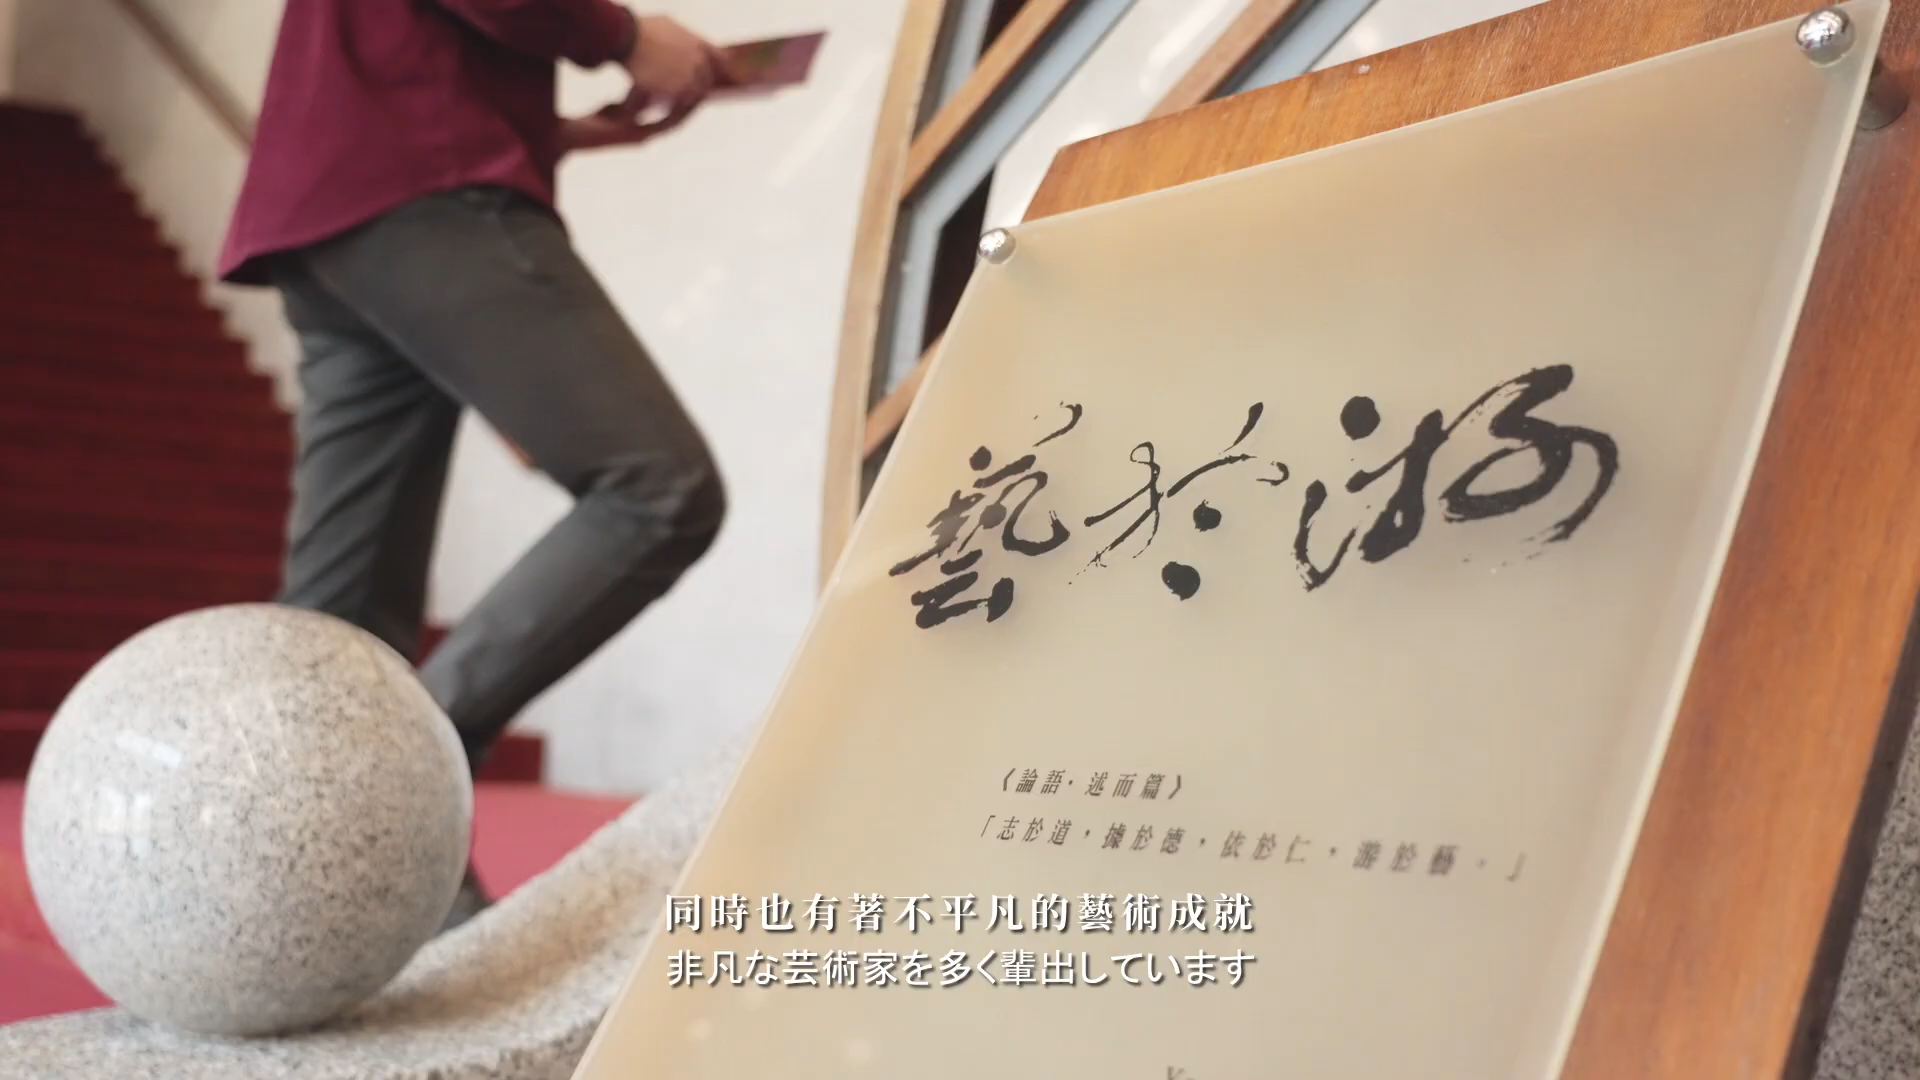 藝於游
《論語·述而篇》
「志於道,據於德,依於仁,游於藝。」
同時也有著不平凡的藝術成就
非凡な芸術家を多く輩出しています